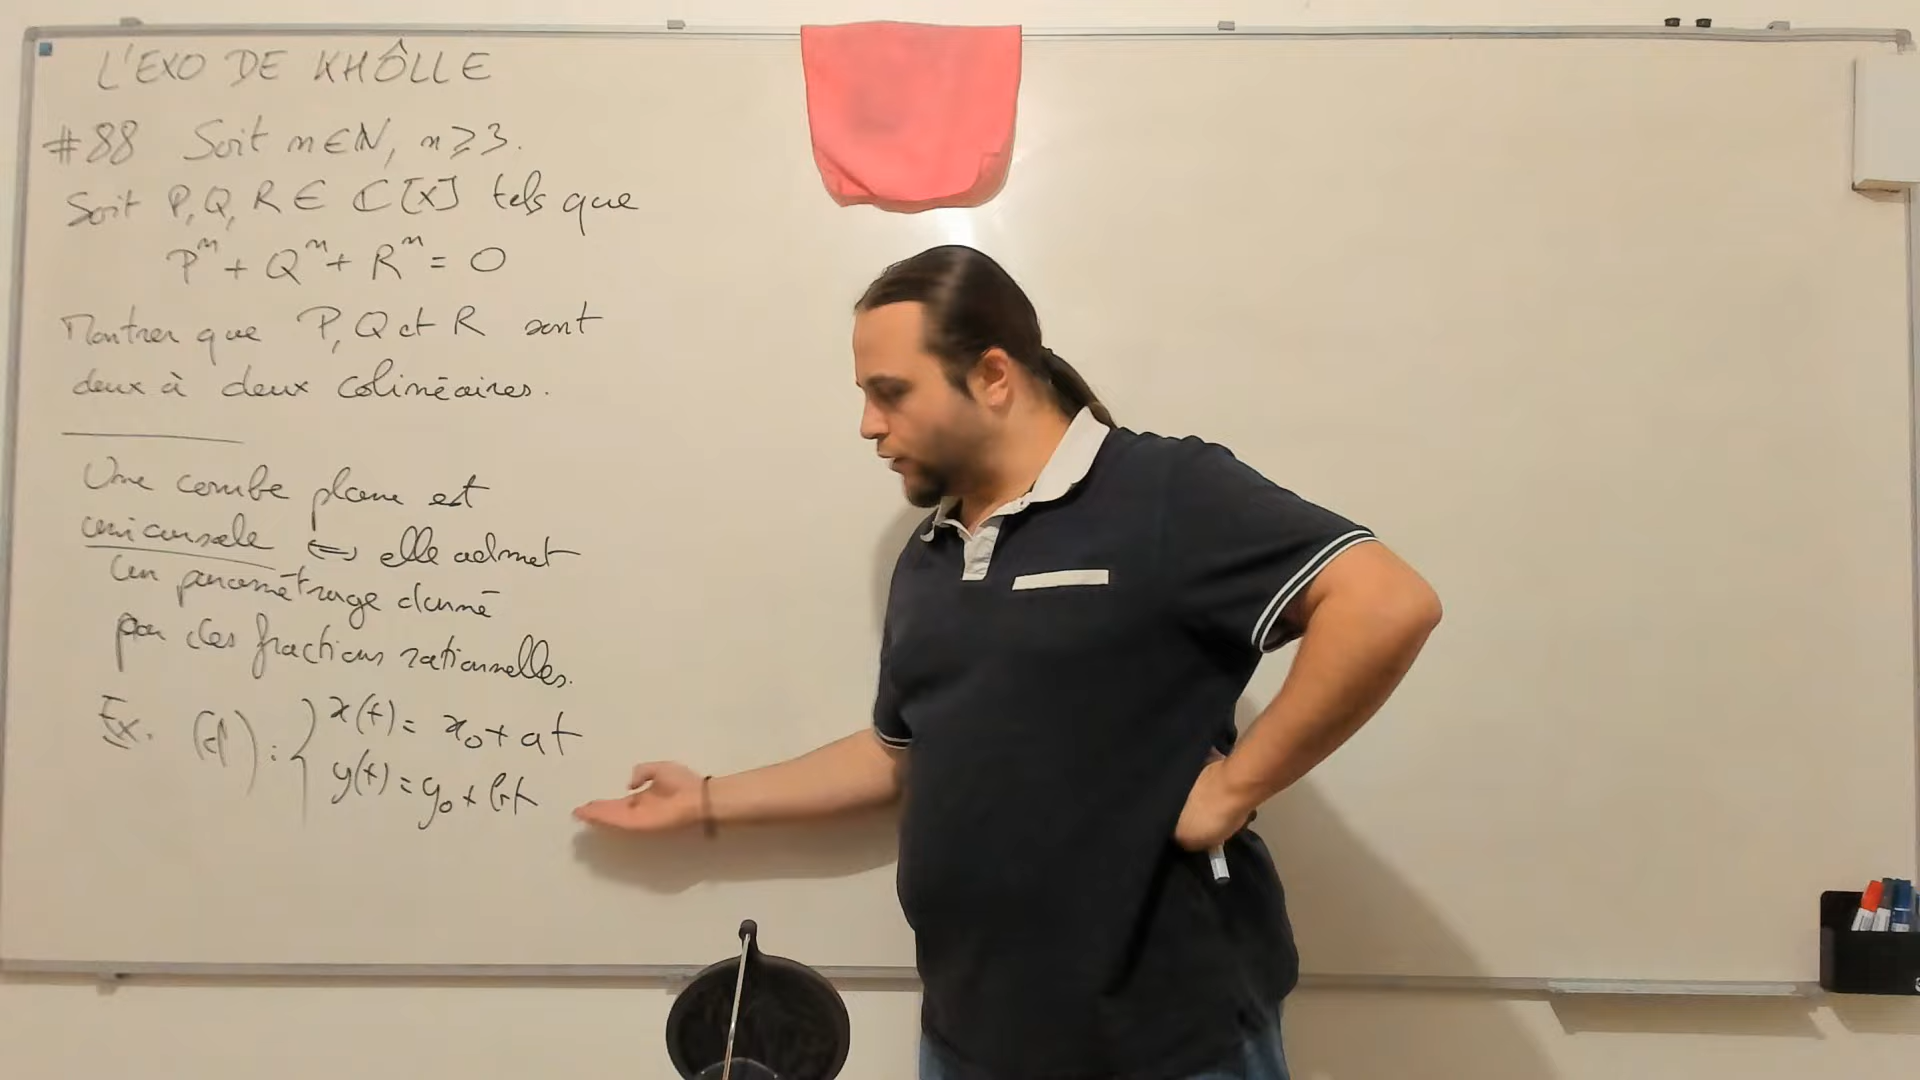 L'EXO DE KHÔLLE
#88 Soit n ∈ ℕ, n ⩾ 3.
Soit P, Q, R ∈ ℂ[X] tels que
Pⁿ + Qⁿ + Rⁿ = 0
Montrer que P, Q et R sont
deux à deux colinéaires.
Une courbe plane est
unicursale ⟺ elle admet
un paramétrage donné
par des fractions rationnelles.
Ex. (d) : { x(t) = x₀ + at
y(t) = y₀ + bt